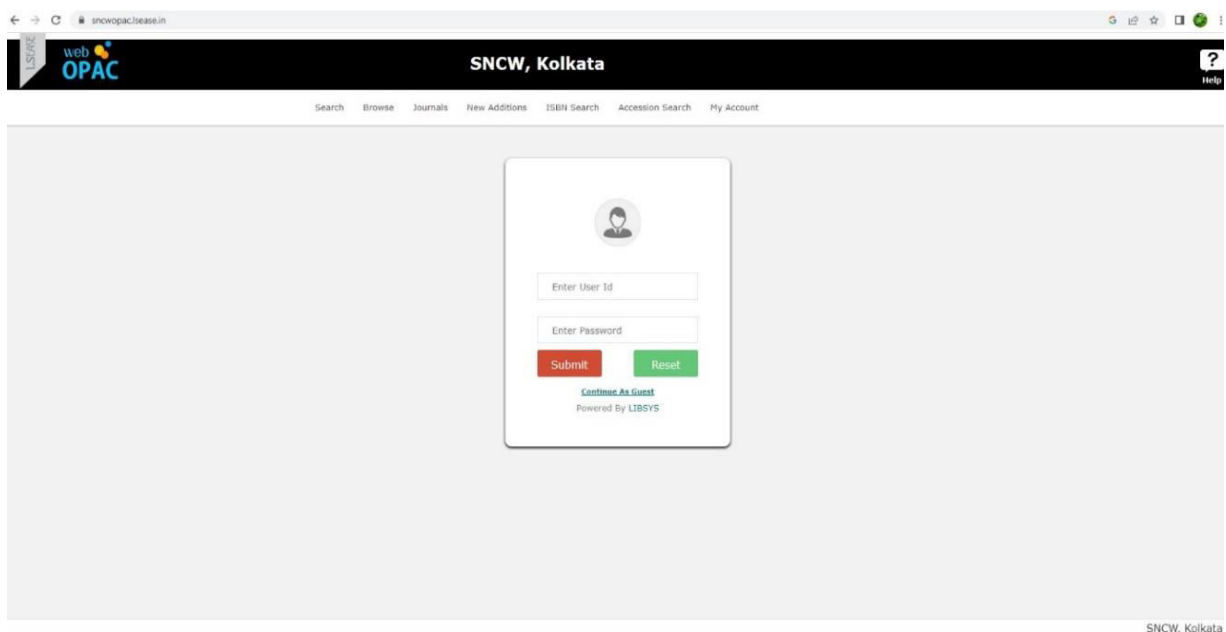 sncwopac.lsease.in
LSEASE
web
OPAC
SNCW, Kolkata
?
Help
Search Browse Journals New Additions ISBN Search Accession Search My Account
Enter User Id
Enter Password
Submit Reset
Continue As Guest
Powered By LIBSYS
SNCW, Kolkata